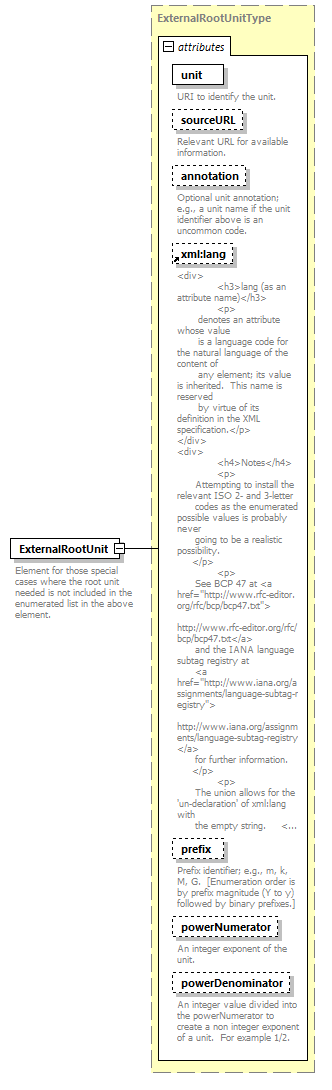 ExternalRootUnitType
attributes
unit
URI to identify the unit.
sourceURL
Relevant URL for available
information.
annotation
Optional unit annotation;
e.g., a unit name if the unit
identifier above is an
uncommon code.
xml:lang
<div>
<h3>lang (as an
attribute name)</h3>
<p>
denotes an attribute
whose value
is a language code for
the natural language of the
content of
any element; its value
is inherited.  This name is
reserved
by virtue of its
definition in the XML
specification.</p>
</div>
<div>
<h4>Notes</h4>
<p>
Attempting to install the
relevant ISO 2- and 3-letter
codes as the enumerated
possible values is probably
never
going to be a realistic
possibility.
</p>
<p>
See BCP 47 at <a
href="http://www.rfc-editor.
org/rfc/bcp/bcp47.txt">
http://www.rfc-editor.org/rfc/
bcp/bcp47.txt</a>
and the IANA language
subtag registry at
<a
href="http://www.iana.org/a
ssignments/language-subtag-r
egistry">
http://www.iana.org/assignm
ents/language-subtag-registry
</a>
for further information.
</p>
<p>
The union allows for the
'un-declaration' of xml:lang
with
the empty string.    <...
prefix
Prefix identifier; e.g., m, k,
M, G.  [Enumeration order is
by prefix magnitude (Y to y)
followed by binary prefixes.]
powerNumerator
An integer exponent of the
unit.
powerDenominator
An integer value divided into
the powerNumerator to
create a non integer exponent
of a unit.  For example 1/2.
ExternalRootUnit
Element for those special
cases where the root unit
needed is not included in the
enumerated list in the above
element.